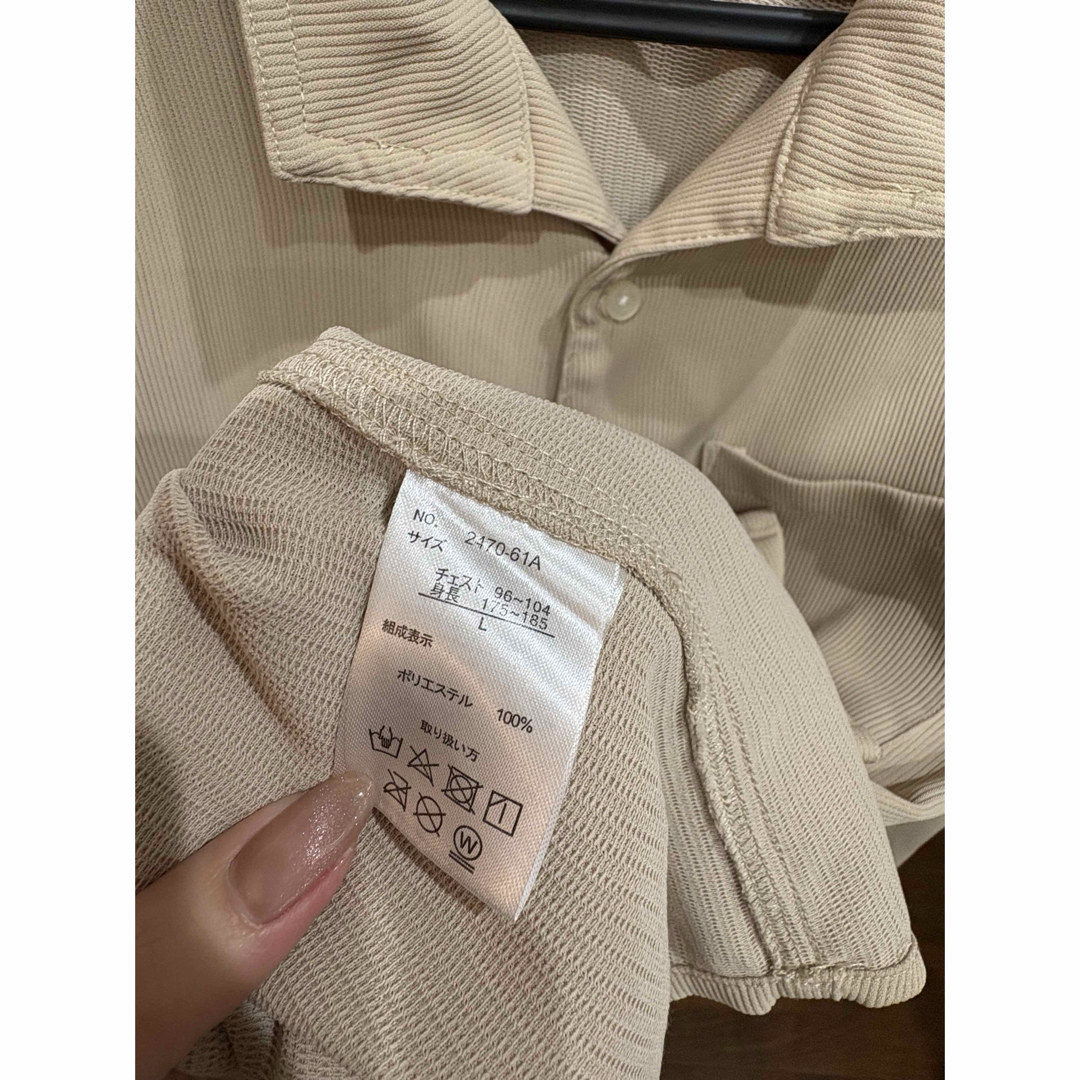 NO. 2470-61A
サイズ
チェスト 96~104
身長 175~185
L
組成表示
ポリエステル 100%
取り扱い方
W